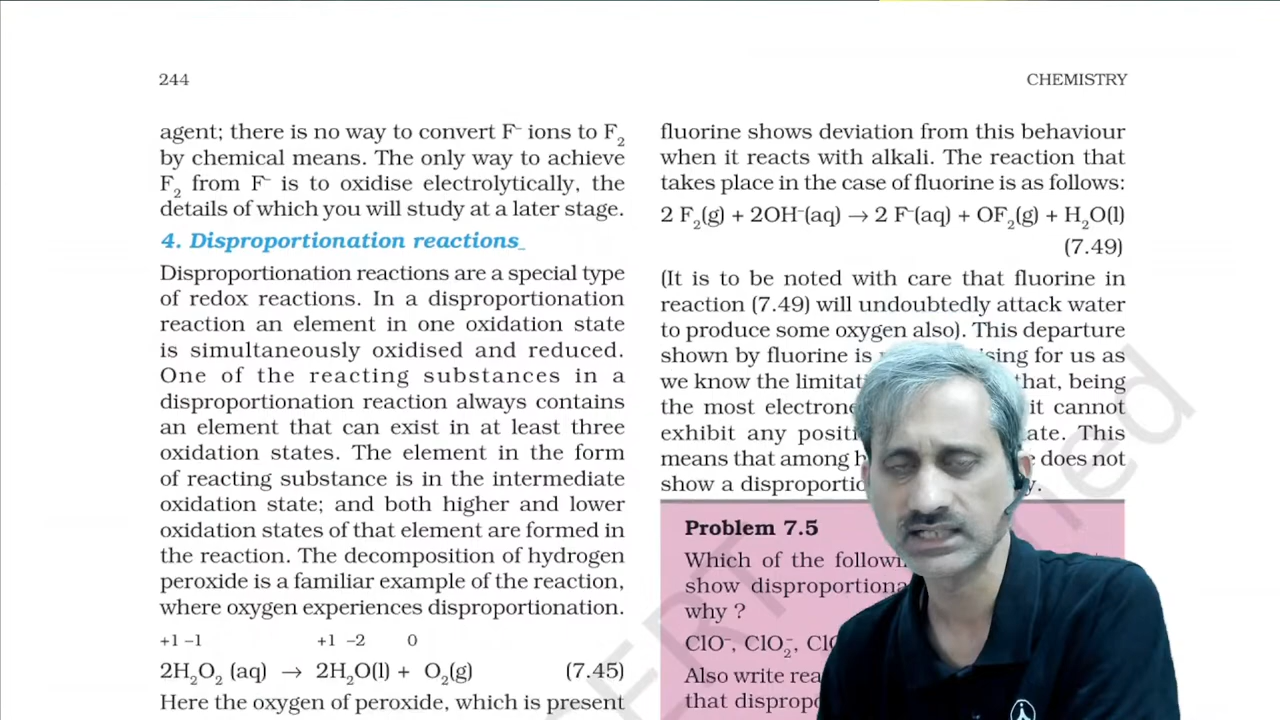 244
CHEMISTRY
agent; there is no way to convert F⁻ ions to F₂
by chemical means. The only way to achieve
F₂ from F⁻ is to oxidise electrolytically, the
details of which you will study at a later stage.
4. Disproportionation reactions
Disproportionation reactions are a special type
of redox reactions. In a disproportionation
reaction an element in one oxidation state
is simultaneously oxidised and reduced.
One of the reacting substances in a
disproportionation reaction always contains
an element that can exist in at least three
oxidation states. The element in the form
of reacting substance is in the intermediate
oxidation state; and both higher and lower
oxidation states of that element are formed in
the reaction. The decomposition of hydrogen
peroxide is a familiar example of the reaction,
where oxygen experiences disproportionation.
+1 –1 +1 –2 0
2H₂O₂ (aq) → 2H₂O(l) + O₂(g) (7.45)
Here the oxygen of peroxide, which is present
fluorine shows deviation from this behaviour
when it reacts with alkali. The reaction that
takes place in the case of fluorine is as follows:
2 F₂(g) + 2OH⁻(aq) → 2 F⁻(aq) + OF₂(g) + H₂O(l)
(7.49)
(It is to be noted with care that fluorine in
reaction (7.49) will undoubtedly attack water
to produce some oxygen also). This departure
shown by fluorine is for us as
we know the that, being
the most it cannot
exhibit any This
means that among does not
show a
Problem 7.5
Which of the
show
why ?
ClO⁻, ClO₂⁻,
Also write
that